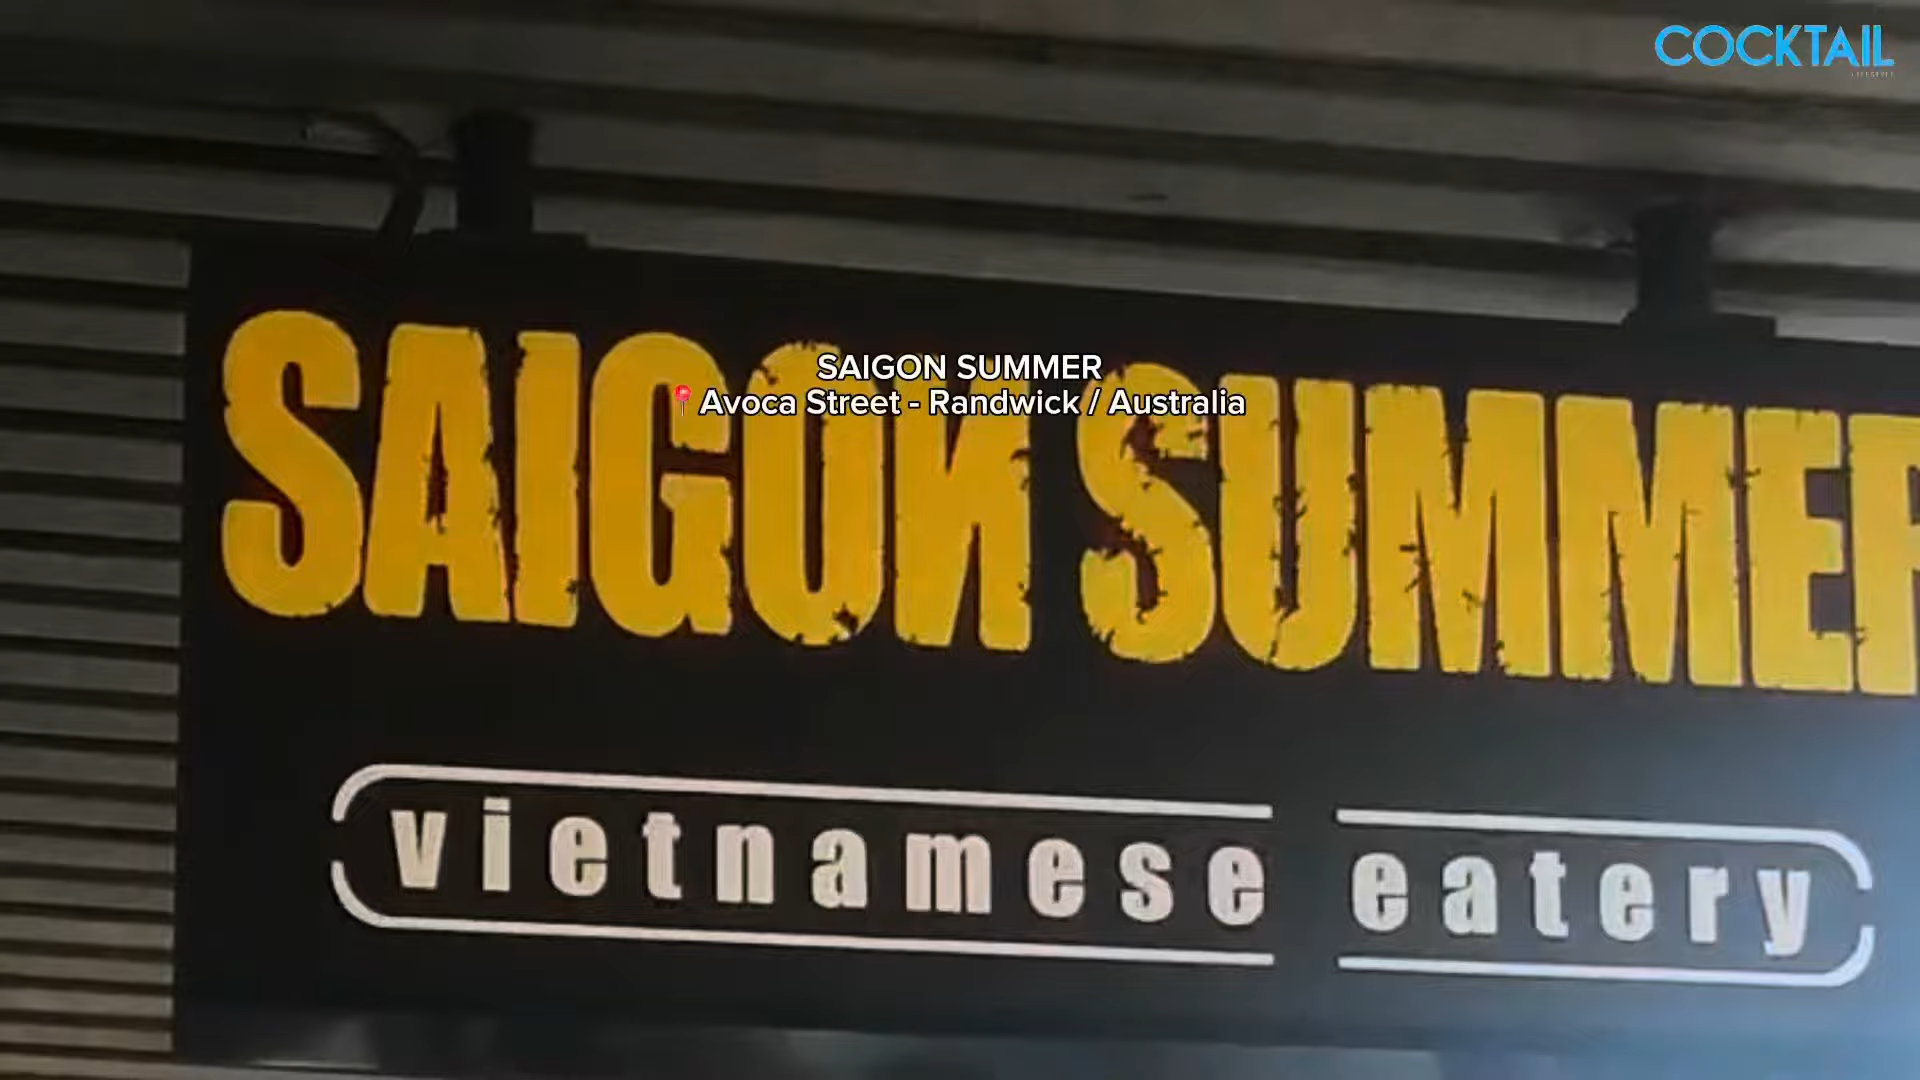 COCKTAIL
SAIGON SUMMER
📍Avoca Street - Randwick / Australia
SAIGON SUMMER
vietnamese eatery